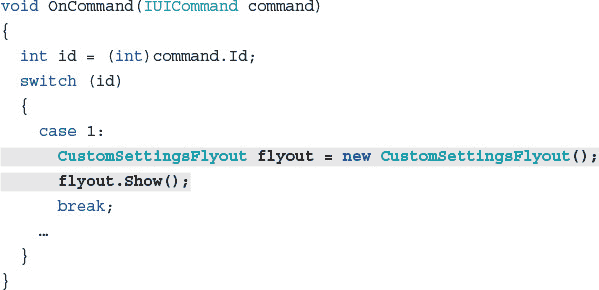 void OnCommand(IUICommand command)
{
  int id = (int)command.Id;
  switch (id)
  {
    case 1:
      CustomSettingsFlyout flyout = new CustomSettingsFlyout();
      flyout.Show();
      break;
    …
  }
}